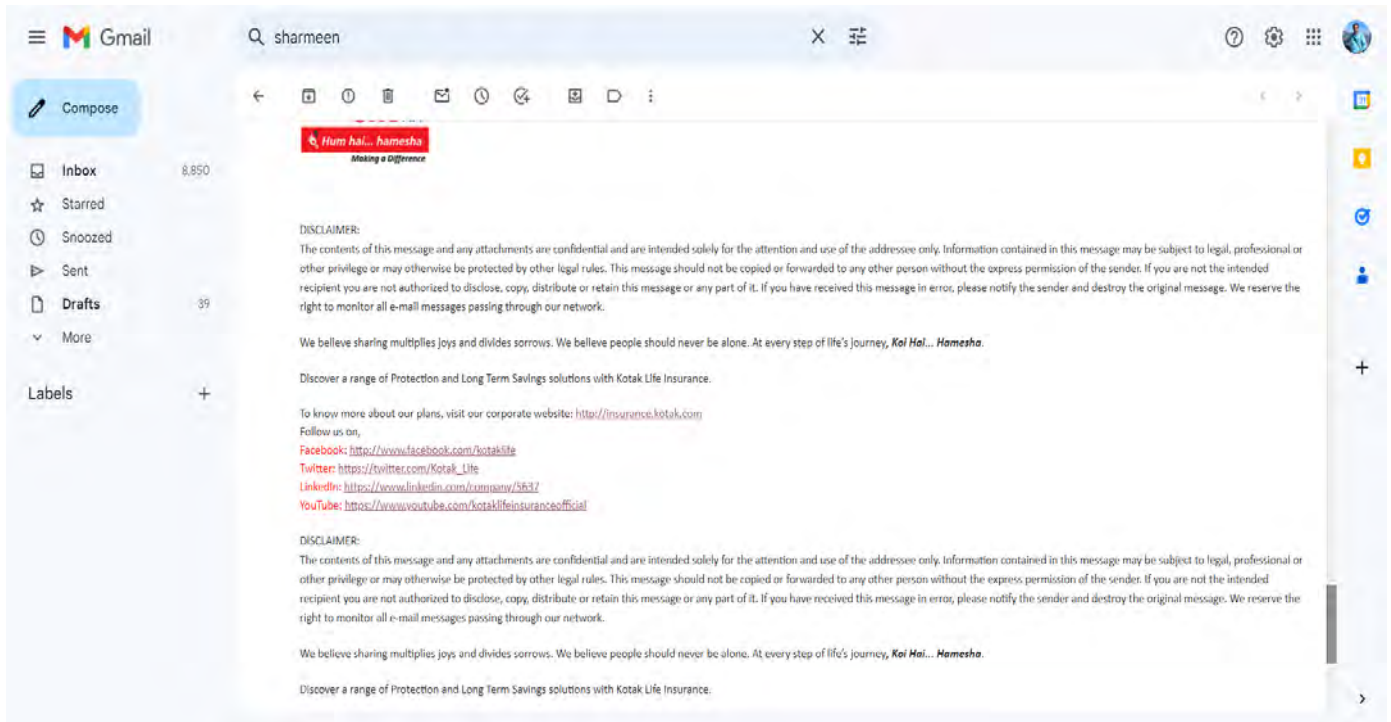 Gmail
sharmeen
Compose
Inbox 8,850
Starred
Snoozed
Sent
Drafts 39
More
Labels
Hum hai... hamesha
Making a Difference
DISCLAIMER:
The contents of this message and any attachments are confidential and are intended solely for the attention and use of the addressee only. Information contained in this message may be subject to legal, professional or
other privilege or may otherwise be protected by other legal rules. This message should not be copied or forwarded to any other person without the express permission of the sender. If you are not the intended
recipient you are not authorized to disclose, copy, distribute or retain this message or any part of it. If you have received this message in error, please notify the sender and destroy the original message. We reserve the
right to monitor all e-mail messages passing through our network.
We believe sharing multiplies joys and divides sorrows. We believe people should never be alone. At every step of life's journey, Koi Hai... Hamesha.
Discover a range of Protection and Long Term Savings solutions with Kotak Life Insurance.
To know more about our plans, visit our corporate website: http://insurance.kotak.com
Follow us on,
Facebook: http://www.facebook.com/kotaklife
Twitter: https://twitter.com/Kotak_Life
LinkedIn: https://www.linkedin.com/company/5637
YouTube: https://www.youtube.com/kotaklifeinsuranceofficial
DISCLAIMER:
The contents of this message and any attachments are confidential and are intended solely for the attention and use of the addressee only. Information contained in this message may be subject to legal, professional or
other privilege or may otherwise be protected by other legal rules. This message should not be copied or forwarded to any other person without the express permission of the sender. If you are not the intended
recipient you are not authorized to disclose, copy, distribute or retain this message or any part of it. If you have received this message in error, please notify the sender and destroy the original message. We reserve the
right to monitor all e-mail messages passing through our network.
We believe sharing multiplies joys and divides sorrows. We believe people should never be alone. At every step of life's journey, Koi Hai... Hamesha.
Discover a range of Protection and Long Term Savings solutions with Kotak Life Insurance.